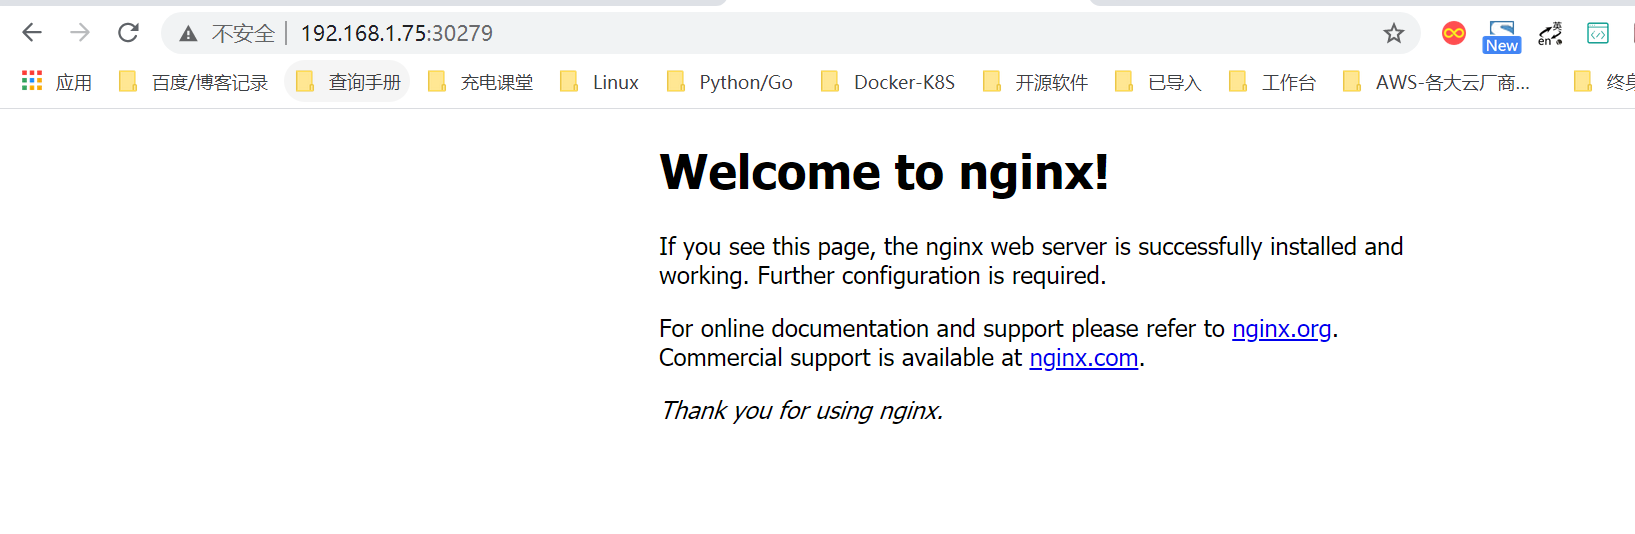 不安全 | 192.168.1.75:30279
New
英
en
应用 百度/博客记录 查询手册 充电课堂 Linux Python/Go Docker-K8S 开源软件 已导入 工作台 AWS-各大云厂商... 终身
Welcome to nginx!
If you see this page, the nginx web server is successfully installed and
working. Further configuration is required.
For online documentation and support please refer to nginx.org.
Commercial support is available at nginx.com.
Thank you for using nginx.